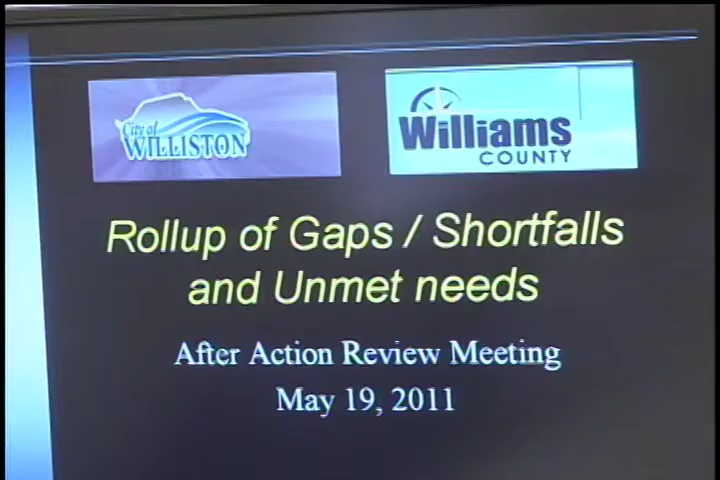 City of
WILLISTON
Williams
COUNTY
Rollup of Gaps / Shortfalls
and Unmet needs
After Action Review Meeting
May 19, 2011